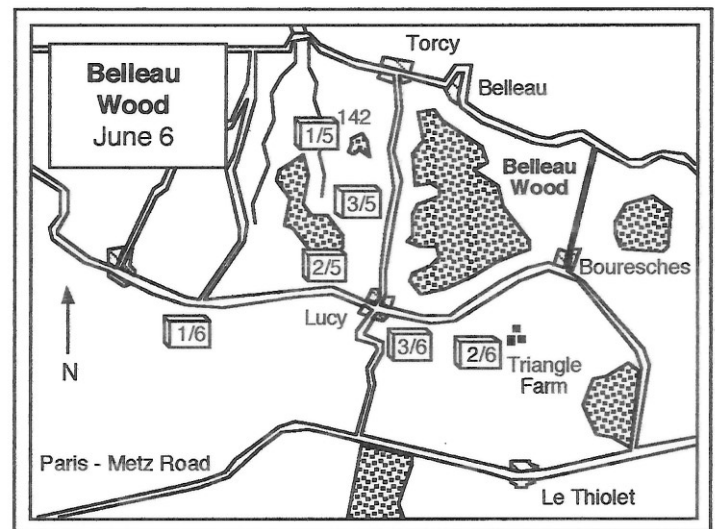 Belleau
Wood
June 6
Torcy
Belleau
142
1/5
Belleau
Wood
3/5
2/5
Bouresches
Lucy
1/6
3/6
2/6
N
Triangle
Farm
Paris - Metz Road
Le Thiolet